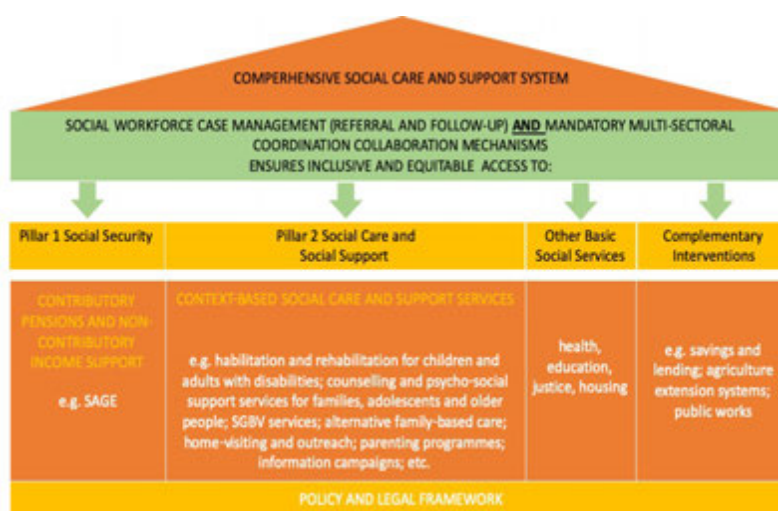 COMPERHENSIVE SOCIAL CARE AND SUPPORT SYSTEM
SOCIAL WORKFORCE CASE MANAGEMENT (REFERRAL AND FOLLOW-UP) AND MANDATORY MULTI-SECTORAL
COORDINATION COLLABORATION MECHANISMS
ENSURES INCLUSIVE AND EQUITABLE ACCESS TO:
Pillar 1 Social Security
Pillar 2 Social Care and
Social Support
Other Basic
Social Services
Complementary
Interventions
CONTRIBUTORY
PENSIONS AND NON-
CONTRIBUTORY
INCOME SUPPORT
e.g. SAGE
CONTEXT-BASED SOCIAL CARE AND SUPPORT SERVICES
e.g. habilitation and rehabilitation for children and
adults with disabilities; counselling and psycho-social
support services for families, adolescents and older
people; SGBV services; alternative family-based care;
home-visiting and outreach; parenting programmes;
information campaigns; etc.
health,
education,
justice, housing
e.g. savings and
lending; agriculture
extension systems;
public works
POLICY AND LEGAL FRAMEWORK